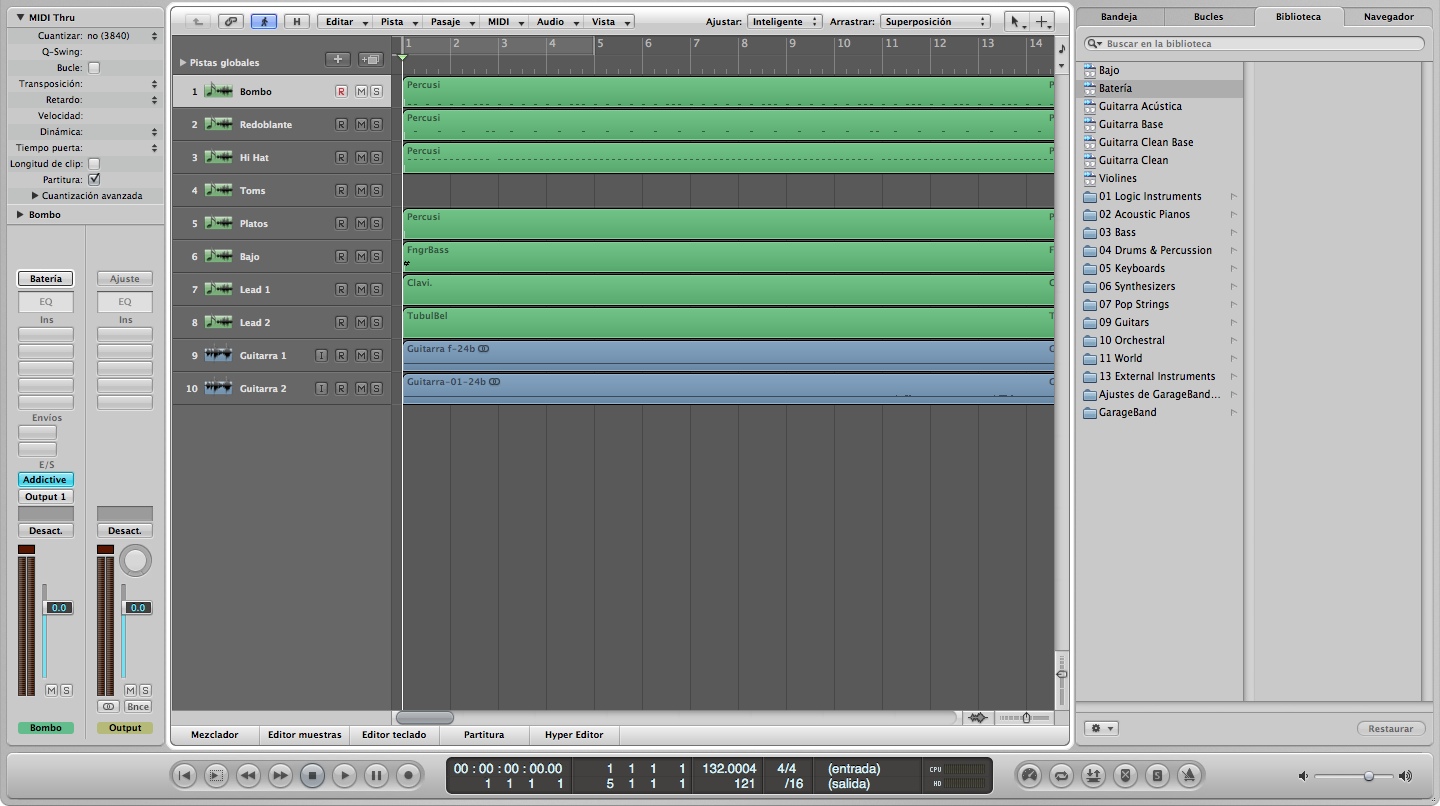 MIDI Thru
Cuantizar: no (3840)
Q-Swing:
Bucle:
Transposición:
Retardo:
Velocidad:
Dinámica:
Tiempo puerta:
Longitud de clip:
Partitura:
Cuantización avanzada
Bombo
Batería Ajuste
EQ EQ
Ins Ins
Envíos
E/S
Addictive
Output 1
Desact. Desact.
0.0 0.0
M S M S
Bnce
Bombo Output
H Editar Pista Pasaje MIDI Audio Vista Ajustar: Inteligente Arrastrar: Superposición
1 2 3 4 5 6 7 8 9 10 11 12 13 14
Pistas globales
1 Bombo R M S Percusi P
2 Redoblante R M S Percusi P
3 Hi Hat R M S Percusi P
4 Toms R M S
5 Platos R M S Percusi P
6 Bajo R M S FngrBass F
7 Lead 1 R M S Clavi. C
8 Lead 2 R M S TubulBel T
9 Guitarra 1 I R M S Guitarra f-24b G
10 Guitarra 2 I R M S Guitarra-01-24b G
Mezclador Editor muestras Editor teclado Partitura Hyper Editor
Bandeja Bucles Biblioteca Navegador
Buscar en la biblioteca
Bajo
Batería
Guitarra Acústica
Guitarra Base
Guitarra Clean Base
Guitarra Clean
Violines
01 Logic Instruments
02 Acoustic Pianos
03 Bass
04 Drums & Percussion
05 Keyboards
06 Synthesizers
07 Pop Strings
09 Guitars
10 Orchestral
11 World
13 External Instruments
Ajustes de GarageBand...
GarageBand
Restaurar
00 : 00 : 00 : 00.00 1 1 1 1 132.0004 4/4 (entrada) CPU
1 1 1 1 5 1 1 1 121 /16 (salida) HD
S